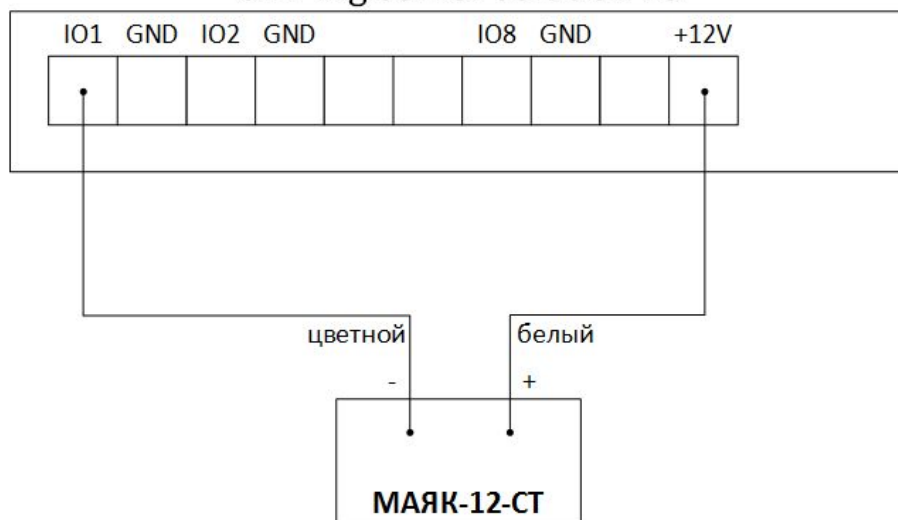 IO1 GND IO2 GND IO8 GND +12V
цветной белый
- +
МАЯК-12-СТ